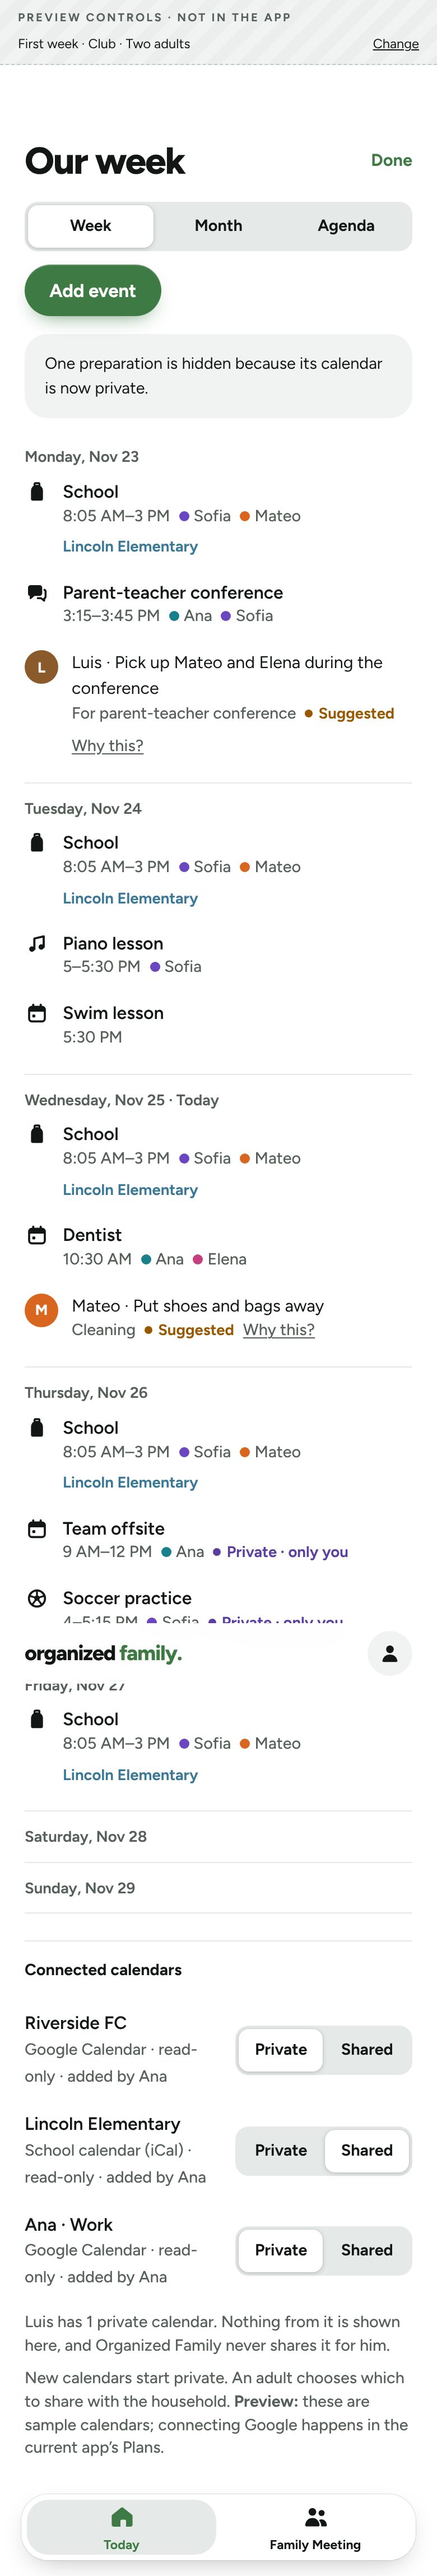 PREVIEW CONTROLS · NOT IN THE APP
First week · Club · Two adults
Change
Our week
Done
Week
Month
Agenda
Add event
One preparation is hidden because its calendar
is now private.
Monday, Nov 23
School
8:05 AM–3 PM Sofia Mateo
Lincoln Elementary
Parent-teacher conference
3:15–3:45 PM Ana Sofia
L
Luis · Pick up Mateo and Elena during the
conference
For parent-teacher conference Suggested
Why this?
Tuesday, Nov 24
School
8:05 AM–3 PM Sofia Mateo
Lincoln Elementary
Piano lesson
5–5:30 PM Sofia
Swim lesson
5:30 PM
Wednesday, Nov 25 · Today
School
8:05 AM–3 PM Sofia Mateo
Lincoln Elementary
Dentist
10:30 AM Ana Elena
M
Mateo · Put shoes and bags away
Cleaning Suggested Why this?
Thursday, Nov 26
School
8:05 AM–3 PM Sofia Mateo
Lincoln Elementary
Team offsite
9 AM–12 PM Ana Private · only you
Soccer practice
4–5:15 PM Sofia Private · only you
organized family.
Friday, Nov 27
School
8:05 AM–3 PM Sofia Mateo
Lincoln Elementary
Saturday, Nov 28
Sunday, Nov 29
Connected calendars
Riverside FC
Google Calendar · read-
only · added by Ana
Private
Shared
Lincoln Elementary
School calendar (iCal) ·
read-only · added by Ana
Private
Shared
Ana · Work
Google Calendar · read-
only · added by Ana
Private
Shared
Luis has 1 private calendar. Nothing from it is shown
here, and Organized Family never shares it for him.
New calendars start private. An adult chooses which
to share with the household. Preview: these are
sample calendars; connecting Google happens in the
current app’s Plans.
Today
Family Meeting